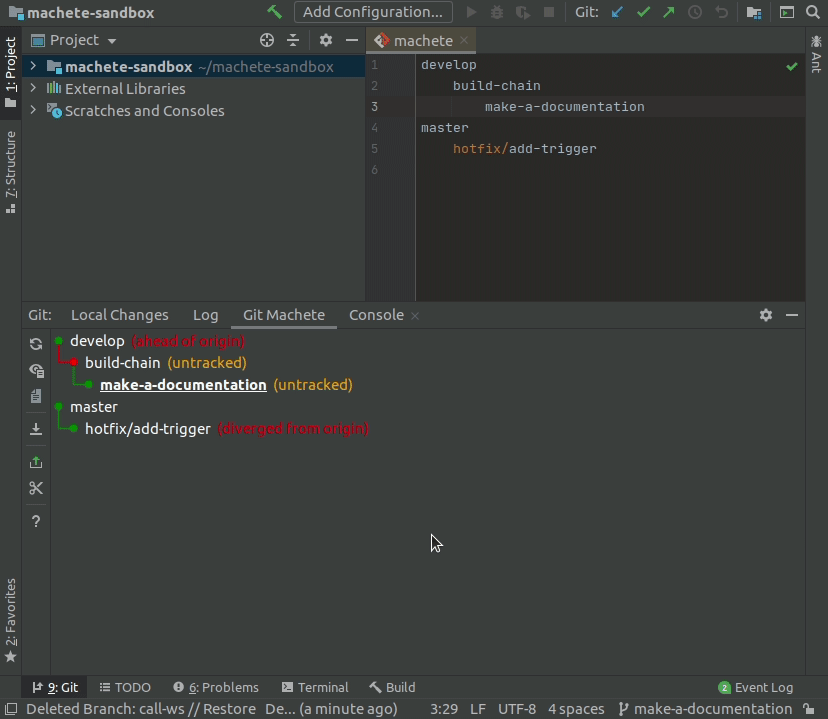 machete-sandbox
Add Configuration...
Git:
1: Project
Project
machete
machete-sandbox ~/machete-sandbox
External Libraries
Scratches and Consoles
7: Structure
Ant
1 develop
2 build-chain
3 make-a-documentation
4 master
5 hotfix/add-trigger
6
Git:
Local Changes
Log
Git Machete
Console
develop (ahead of origin)
build-chain (untracked)
make-a-documentation (untracked)
master
hotfix/add-trigger (diverged from origin)
?
2: Favorites
9: Git
TODO
6: Problems
Terminal
Build
2 Event Log
Deleted Branch: call-ws // Restore De... (a minute ago)
3:29
LF
UTF-8
4 spaces
make-a-documentation